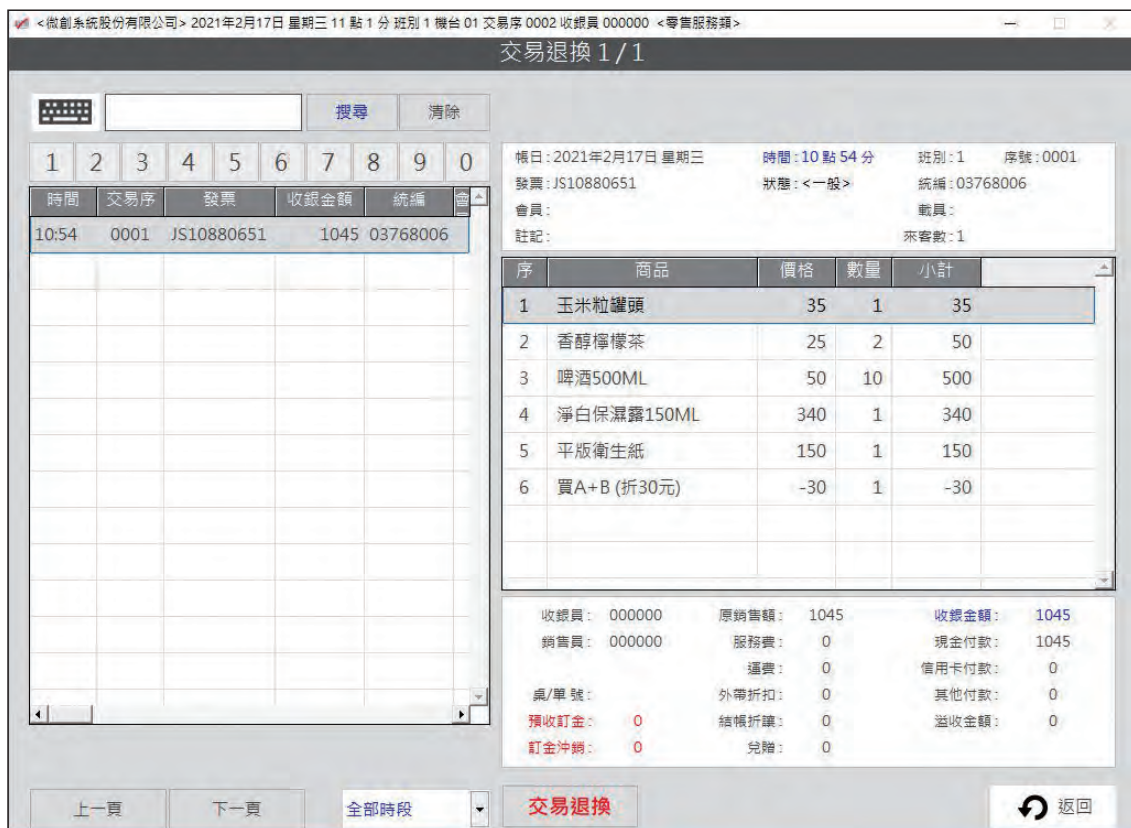 <微創系統股份有限公司> 2021年2月17日 星期三 11 點 1 分 班別 1 機台 01 交易序 0002 收銀員 000000 <零售服務類>
交易退換 1 / 1
搜尋 清除
1 2 3 4 5 6 7 8 9 0
時間 交易序 發票 收銀金額 統編 會
10:54 0001 JS10880651 1045 03768006
上一頁 下一頁 全部時段
帳日: 2021年2月17日 星期三 時間: 10 點 54 分 班別: 1 序號: 0001
發票: JS10880651 狀態: <一般> 統編: 03768006
會員: 載具:
註記: 來客數: 1
序 商品 價格 數量 小計
1 玉米粒罐頭 35 1 35
2 香醇檸檬茶 25 2 50
3 啤酒500ML 50 10 500
4 淨白保濕露150ML 340 1 340
5 平版衛生紙 150 1 150
6 買A+B (折30元) -30 1 -30
收銀員: 000000 原銷售額: 1045 收銀金額: 1045
銷售員: 000000 服務費: 0 現金付款: 1045
運費: 0 信用卡付款: 0
桌/單 號: 外帶折扣: 0 其他付款: 0
預收訂金: 0 結帳折讓: 0 溢收金額: 0
訂金沖銷: 0 兌贈: 0
交易退換 返回